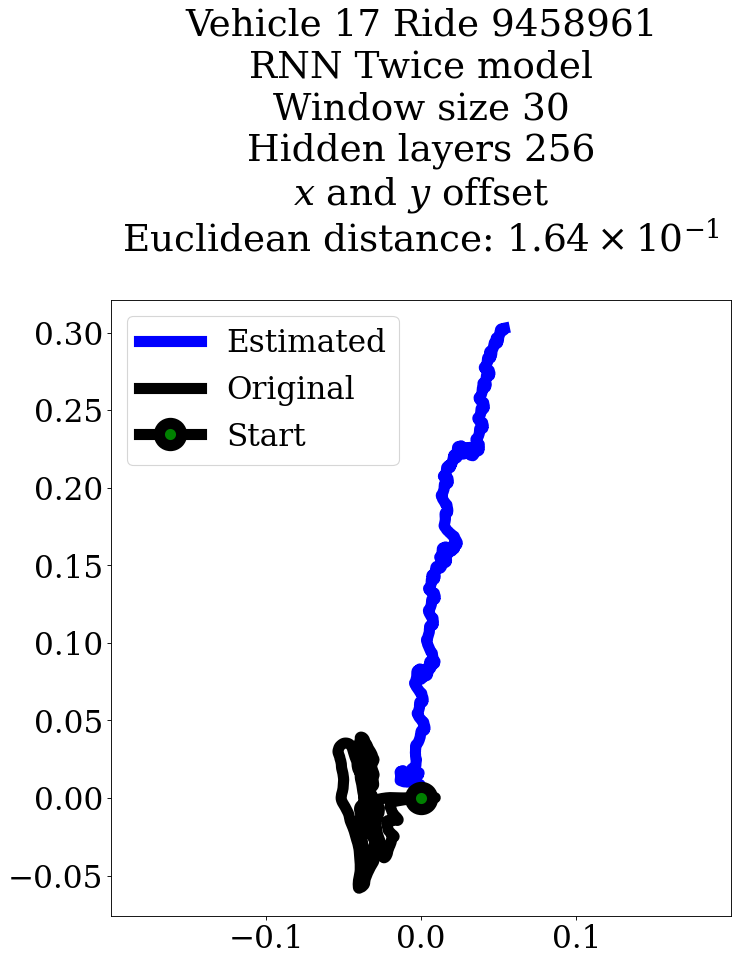 Vehicle 17 Ride 9458961
RNN Twice model
Window size 30
Hidden layers 256
x and y offset
Euclidean distance: 1.64 × 10⁻¹
Estimated
Original
Start
0.30
0.25
0.20
0.15
0.10
0.05
0.00
−0.05
−0.1 0.0 0.1